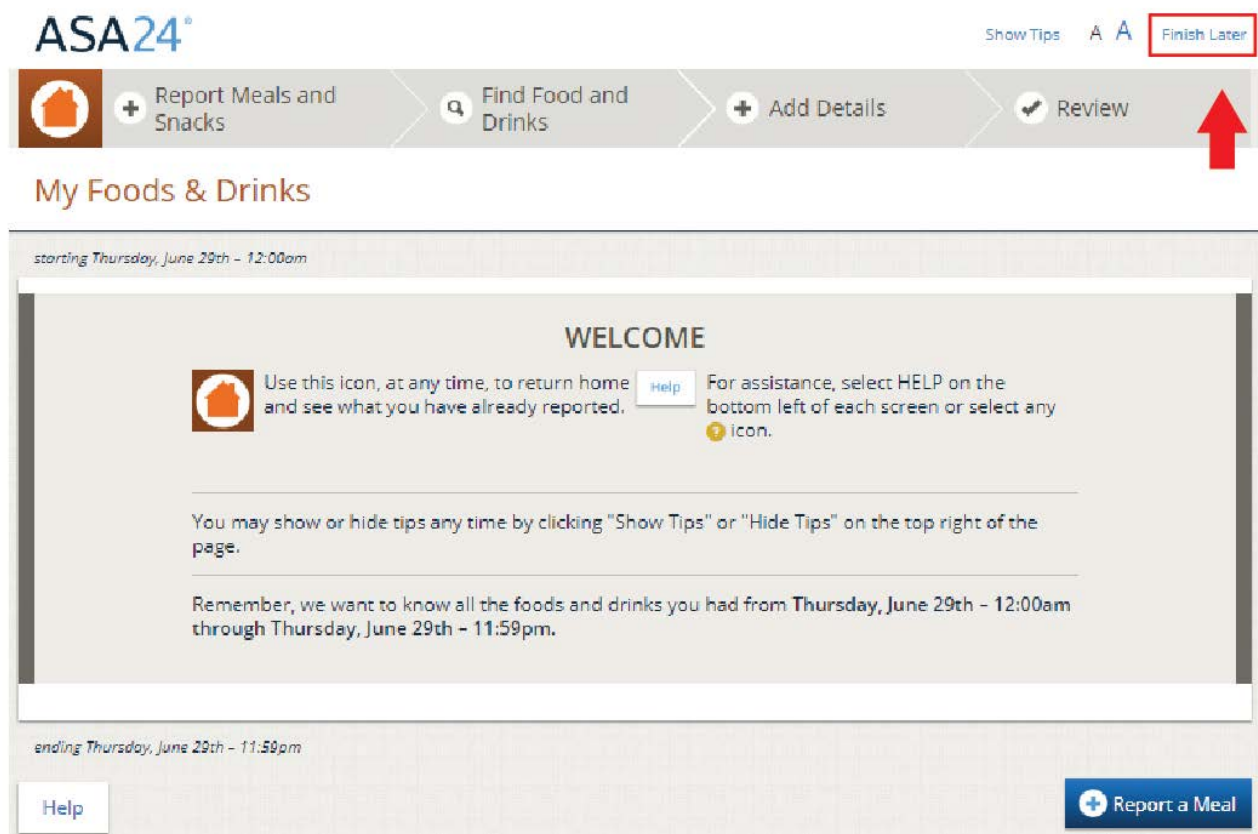 ASA24®
Show Tips A A Finish Later
Report Meals and
Snacks
Find Food and
Drinks
Add Details
Review
My Foods & Drinks
starting Thursday, June 29th – 12:00am
WELCOME
Use this icon, at any time, to return home
and see what you have already reported.
Help
For assistance, select HELP on the
bottom left of each screen or select any
? icon.
You may show or hide tips any time by clicking "Show Tips" or "Hide Tips" on the top right of the
page.
Remember, we want to know all the foods and drinks you had from Thursday, June 29th – 12:00am
through Thursday, June 29th – 11:59pm.
ending Thursday, June 29th – 11:59pm
Help
Report a Meal